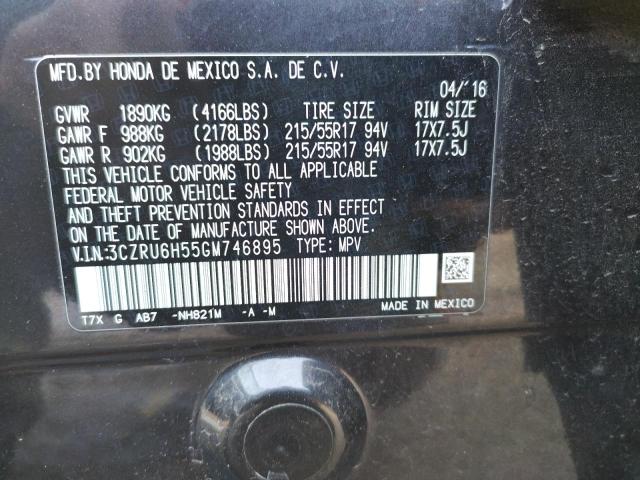 MFD.BY HONDA DE MEXICO S.A. DE C.V.
04/'16
GVWR 1890KG (4166LBS) TIRE SIZE RIM SIZE
GAWR F 988KG (2178LBS) 215/55R17 94V 17X7.5J
GAWR R 902KG (1988LBS) 215/55R17 94V 17X7.5J
THIS VEHICLE CONFORMS TO ALL APPLICABLE
FEDERAL MOTOR VEHICLE SAFETY
AND THEFT PREVENTION STANDARDS IN EFFECT
ON THE DATE OF MANUFACTURE SHOWN ABOVE.
V.I.N.:3CZRU6H55GM746895 TYPE: MPV
T7X G AB7 -NH821M -A -M MADE IN MEXICO